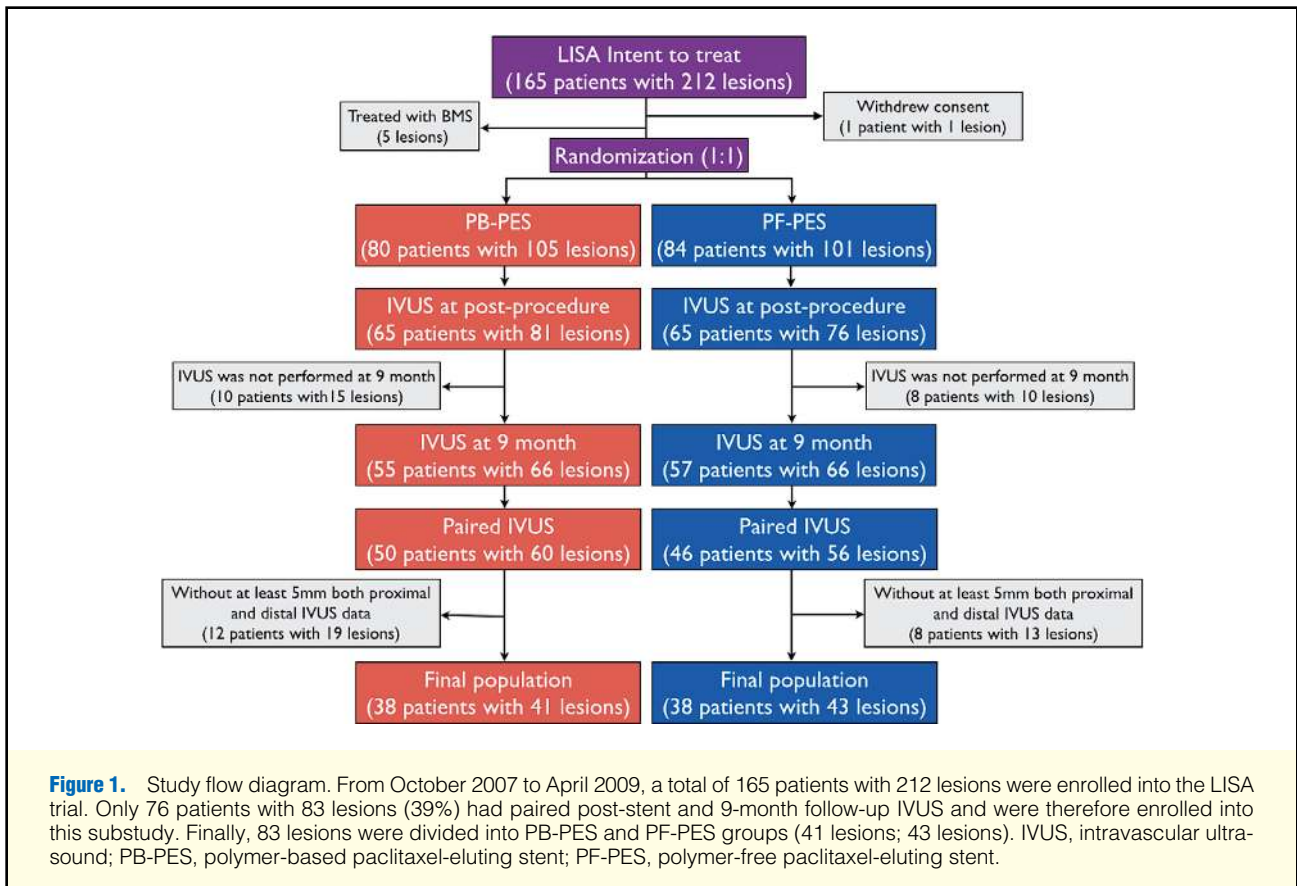 LISA Intent to treat
(165 patients with 212 lesions)
Treated with BMS
(5 lesions)
Withdrew consent
(1 patient with 1 lesion)
Randomization (1:1)
PB-PES
(80 patients with 105 lesions)
PF-PES
(84 patients with 101 lesions)
IVUS at post-procedure
(65 patients with 81 lesions)
IVUS at post-procedure
(65 patients with 76 lesions)
IVUS was not performed at 9 month
(10 patients with15 lesions)
IVUS was not performed at 9 month
(8 patients with 10 lesions)
IVUS at 9 month
(55 patients with 66 lesions)
IVUS at 9 month
(57 patients with 66 lesions)
Paired IVUS
(50 patients with 60 lesions)
Paired IVUS
(46 patients with 56 lesions)
Without at least 5mm both proximal
and distal IVUS data
(12 patients with 19 lesions)
Without at least 5mm both proximal
and distal IVUS data
(8 patients with 13 lesions)
Final population
(38 patients with 41 lesions)
Final population
(38 patients with 43 lesions)
Figure 1. Study flow diagram. From October 2007 to April 2009, a total of 165 patients with 212 lesions were enrolled into the LISA
trial. Only 76 patients with 83 lesions (39%) had paired post-stent and 9-month follow-up IVUS and were therefore enrolled into
this substudy. Finally, 83 lesions were divided into PB-PES and PF-PES groups (41 lesions; 43 lesions). IVUS, intravascular ultra-
sound; PB-PES, polymer-based paclitaxel-eluting stent; PF-PES, polymer-free paclitaxel-eluting stent.